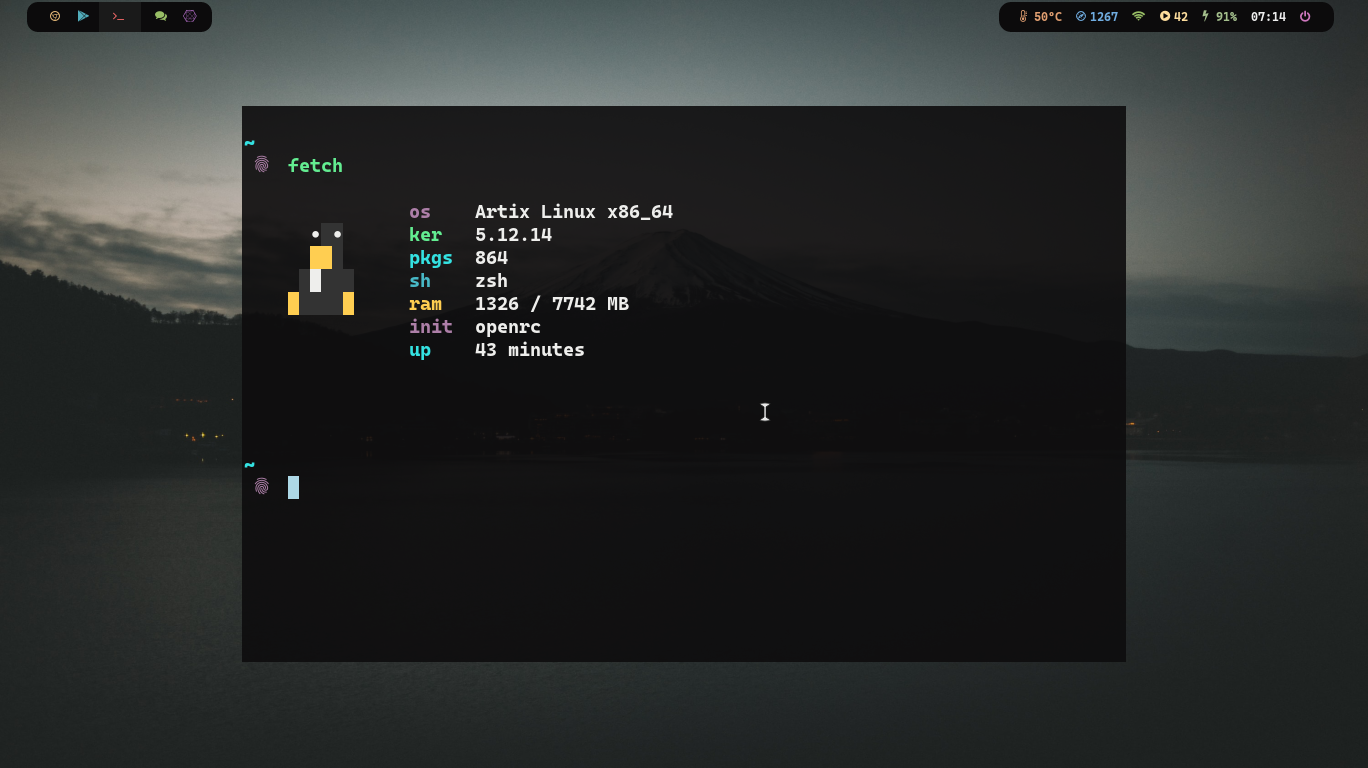 50°C 1267 42 91% 07:14
~
fetch
os Artix Linux x86_64
ker 5.12.14
pkgs 864
sh zsh
ram 1326 / 7742 MB
init openrc
up 43 minutes
~